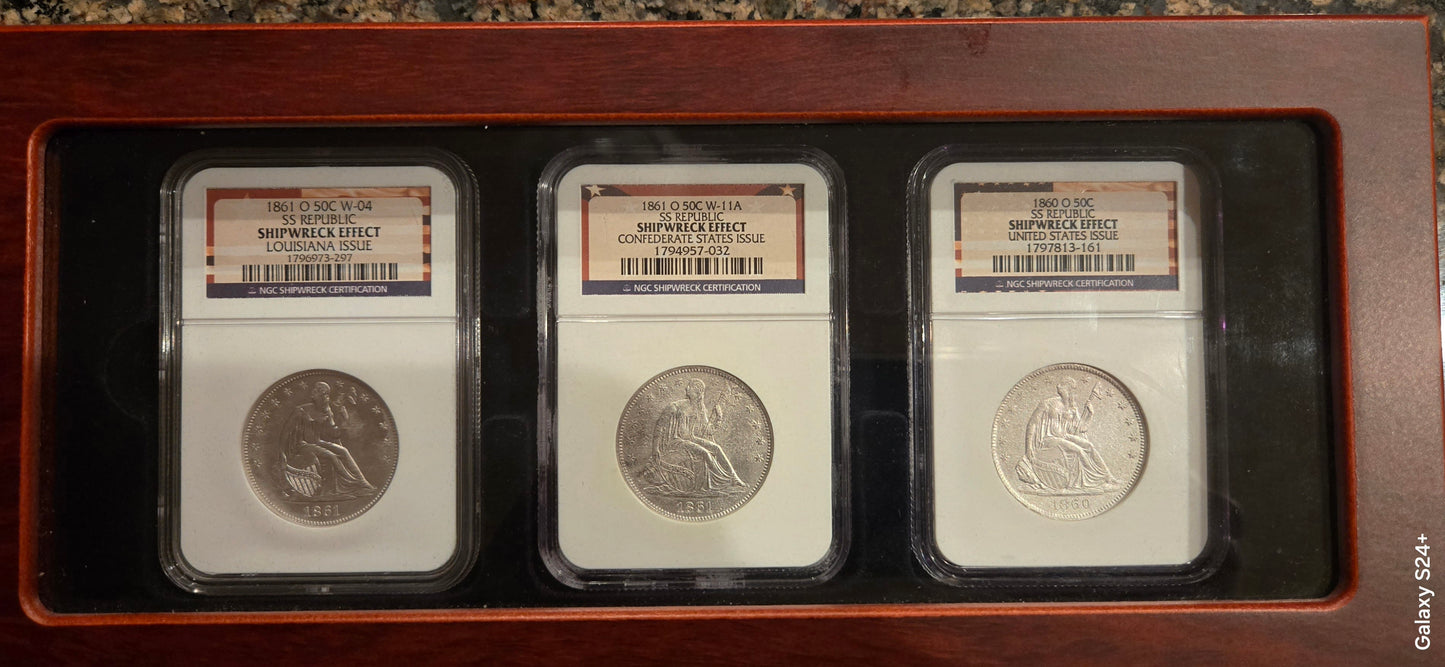 1861 O 50C W-04
SS REPUBLIC
SHIPWRECK EFFECT
LOUISIANA ISSUE
1796973-297
NGC SHIPWRECK CERTIFICATION
1861
1861 O 50C W-11A
SS REPUBLIC
SHIPWRECK EFFECT
CONFEDERATE STATES ISSUE
1794957-032
NGC SHIPWRECK CERTIFICATION
1861
1860 O 50C
SS REPUBLIC
SHIPWRECK EFFECT
UNITED STATES ISSUE
1797813-161
NGC SHIPWRECK CERTIFICATION
1860
Galaxy S24+